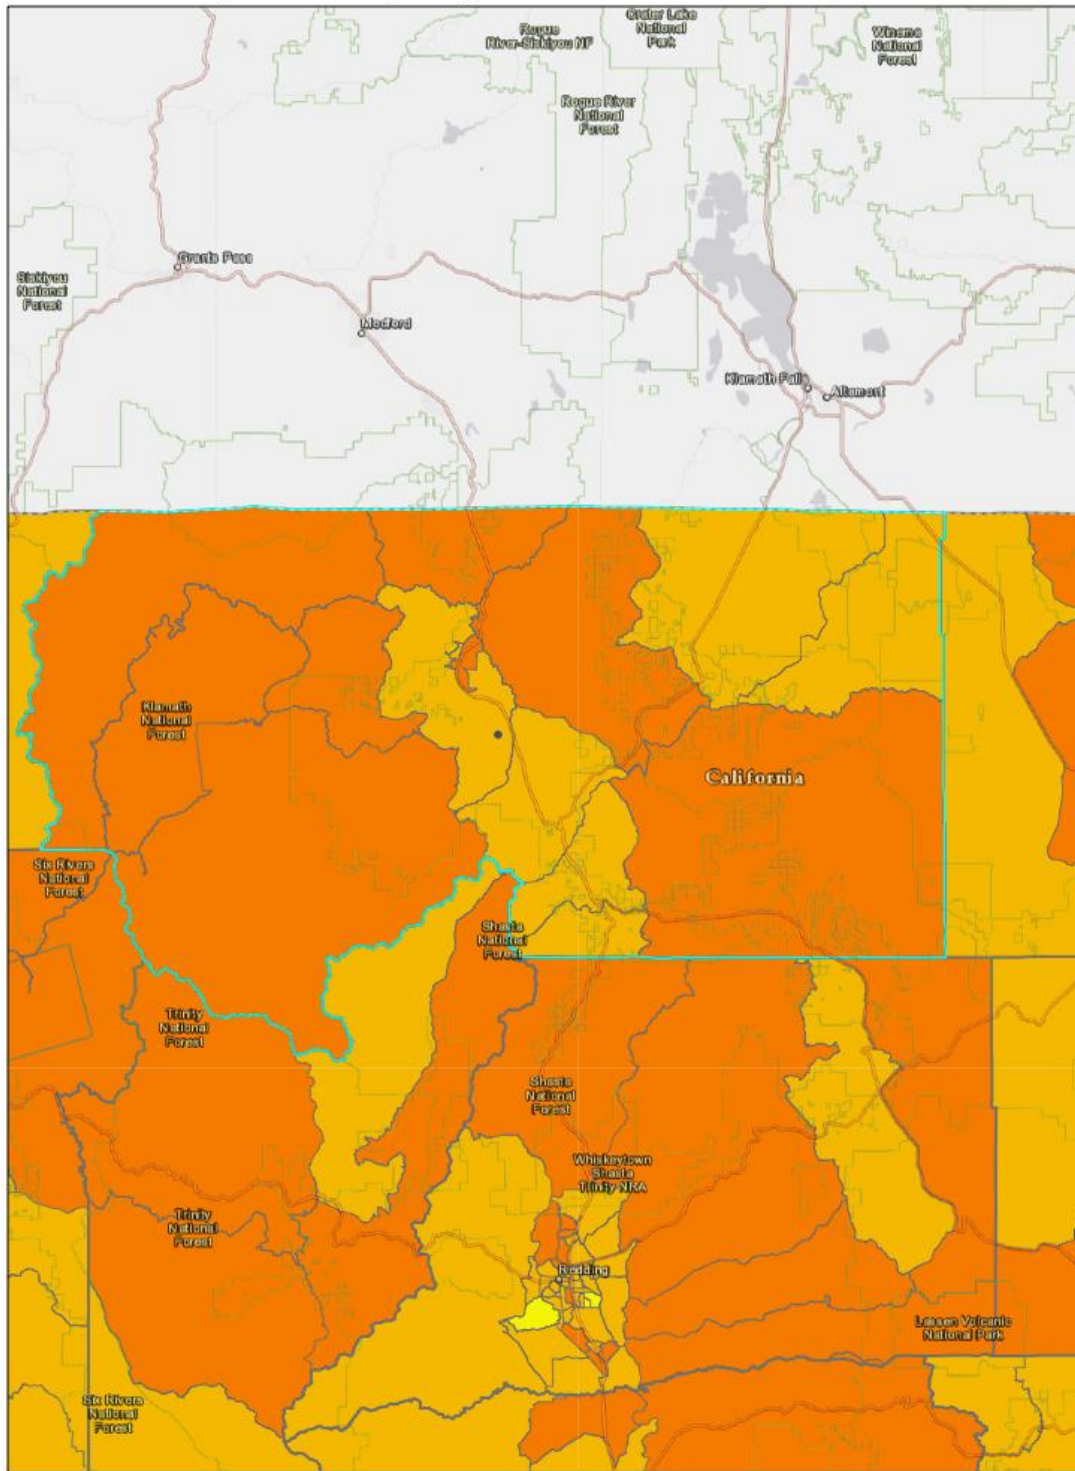 Crater Lake
National
Park
Rogue
River-Siskiyou NF
Winema
National
Forest
Rogue River
National
Forest
Grants Pass
Siskiyou
National
Forest
Medford
Klamath Falls
Altamont
Klamath
National
Forest
California
Six Rivers
National
Forest
Shasta
National
Forest
Trinity
National
Forest
Shasta
National
Forest
Whiskeytown
Shasta
Trinity NRA
Trinity
National
Forest
Redding
Lassen Volcanic
National Park
Six Rivers
National
Forest